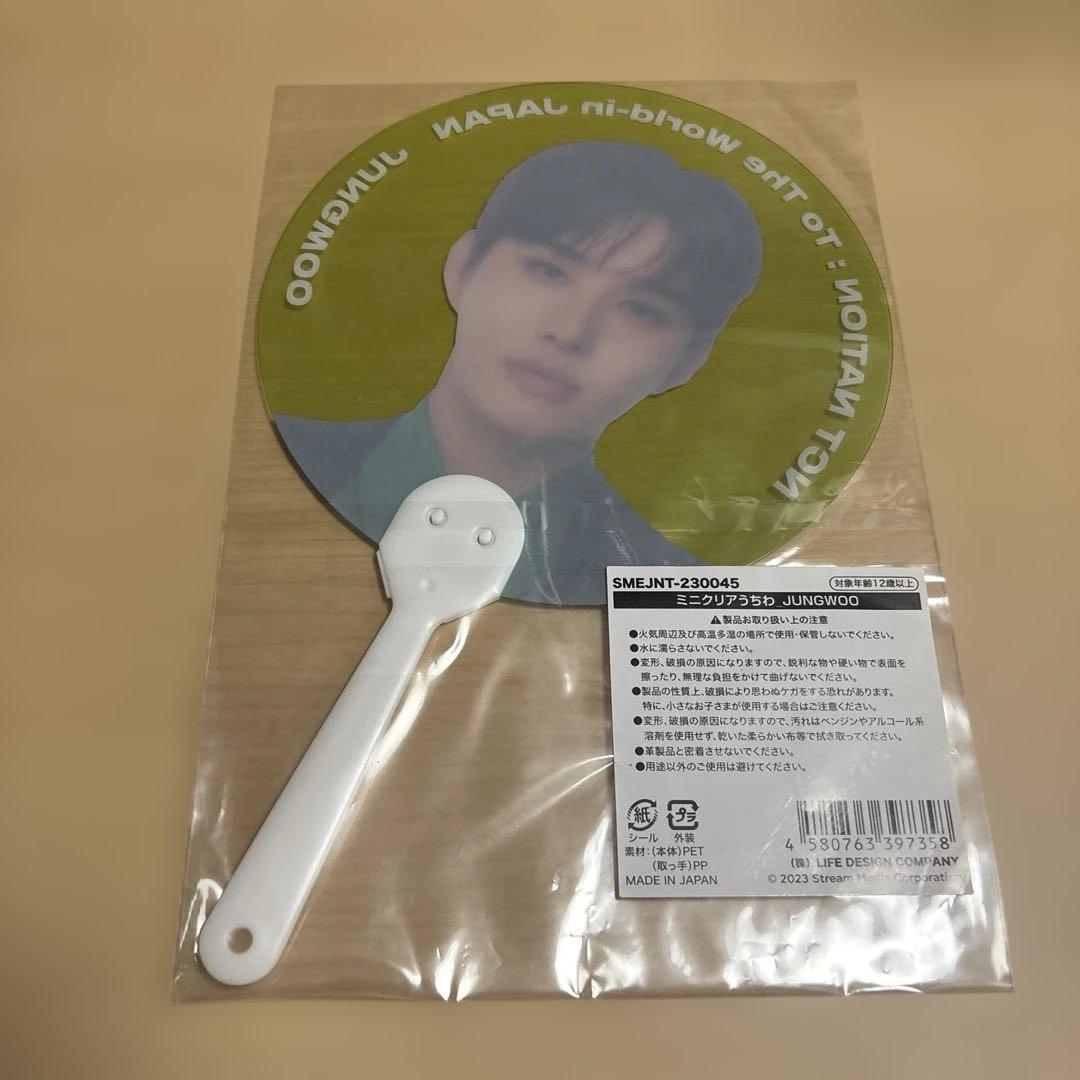 JUNGWOO
NCT NATION : To The World-in JAPAN
SMEJNT-230045
対象年齢12歳以上
ミニクリアうちわ_JUNGWOO
⚠製品お取り扱い上の注意
●火気周辺及び高温多湿の場所で使用・保管しないでください。
●水に濡らさないでください。
●変形、破損の原因になりますので、鋭利な物や硬い物で表面を
擦ったり、無理な負担をかけて曲げないでください。
●製品の性質上、破損により思わぬケガをする恐れがあります。
特に、小さなお子さまが使用する場合はご注意ください。
●変形、破損の原因になりますので、汚れはベンジンやアルコール系
溶剤を使用せず、乾いた柔らかい布等で拭き取ってください。
●革製品と密着させないでください。
●用途以外のご使用は避けてください。
紙 プラ
シール 外装
素材:(本体)PET
(取っ手)PP
MADE IN JAPAN
4 580763 397358
(株) LIFE DESIGN COMPANY
© 2023 Stream Media Corporation